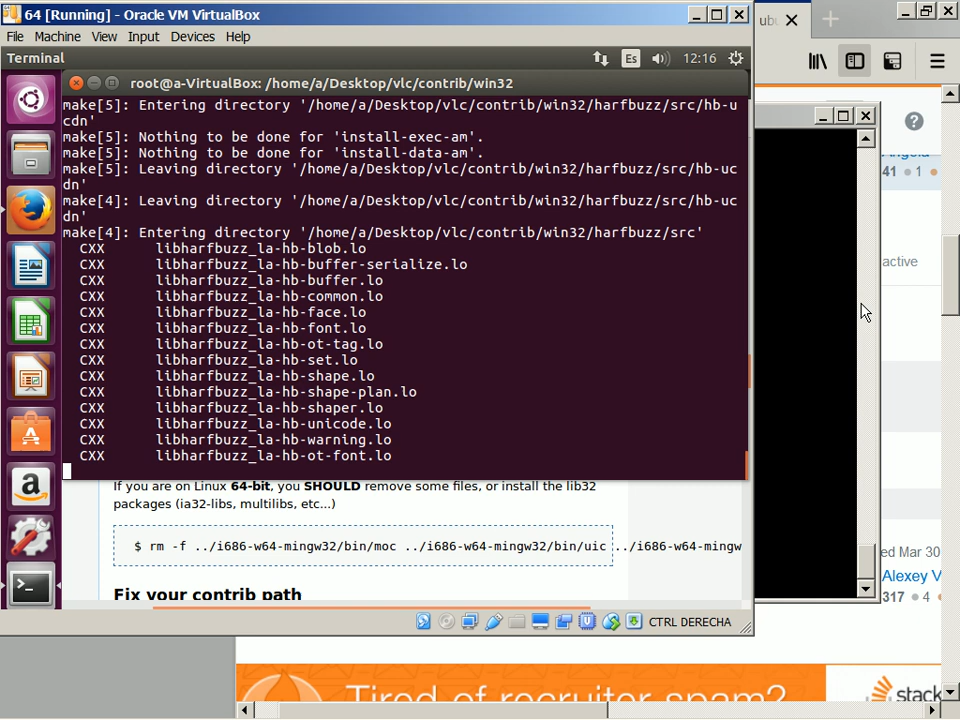 64 [Running] - Oracle VM VirtualBox
File Machine View Input Devices Help
Terminal
Es
12:16
root@a-VirtualBox: /home/a/Desktop/vlc/contrib/win32
make[5]: Entering directory '/home/a/Desktop/vlc/contrib/win32/harfbuzz/src/hb-u
cdn'
make[5]: Nothing to be done for 'install-exec-am'.
make[5]: Nothing to be done for 'install-data-am'.
make[5]: Leaving directory '/home/a/Desktop/vlc/contrib/win32/harfbuzz/src/hb-uc
dn'
make[4]: Leaving directory '/home/a/Desktop/vlc/contrib/win32/harfbuzz/src/hb-uc
dn'
make[4]: Entering directory '/home/a/Desktop/vlc/contrib/win32/harfbuzz/src'
CXX libharfbuzz_la-hb-blob.lo
CXX libharfbuzz_la-hb-buffer-serialize.lo
CXX libharfbuzz_la-hb-buffer.lo
CXX libharfbuzz_la-hb-common.lo
CXX libharfbuzz_la-hb-face.lo
CXX libharfbuzz_la-hb-font.lo
CXX libharfbuzz_la-hb-ot-tag.lo
CXX libharfbuzz_la-hb-set.lo
CXX libharfbuzz_la-hb-shape.lo
CXX libharfbuzz_la-hb-shape-plan.lo
CXX libharfbuzz_la-hb-shaper.lo
CXX libharfbuzz_la-hb-unicode.lo
CXX libharfbuzz_la-hb-warning.lo
CXX libharfbuzz_la-hb-ot-font.lo
If you are on Linux 64-bit, you SHOULD remove some files, or install the lib32
packages (ia32-libs, multilibs, etc...)
$ rm -f ../i686-w64-mingw32/bin/moc ../i686-w64-mingw32/bin/uic ../i686-w64-mingw
Fix your contrib path
CTRL DERECHA
ubu
41 1
active
ed Mar 30
Alexey V
317 4
Tired of recruiter spam?
stack